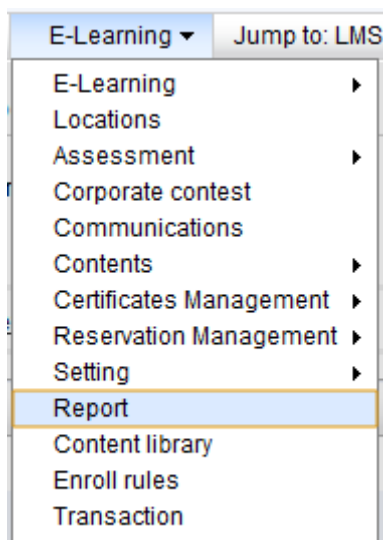 E-Learning ▾ Jump to: LMS
E-Learning
Locations
Assessment
Corporate contest
Communications
Contents
Certificates Management
Reservation Management
Setting
Report
Content library
Enroll rules
Transaction